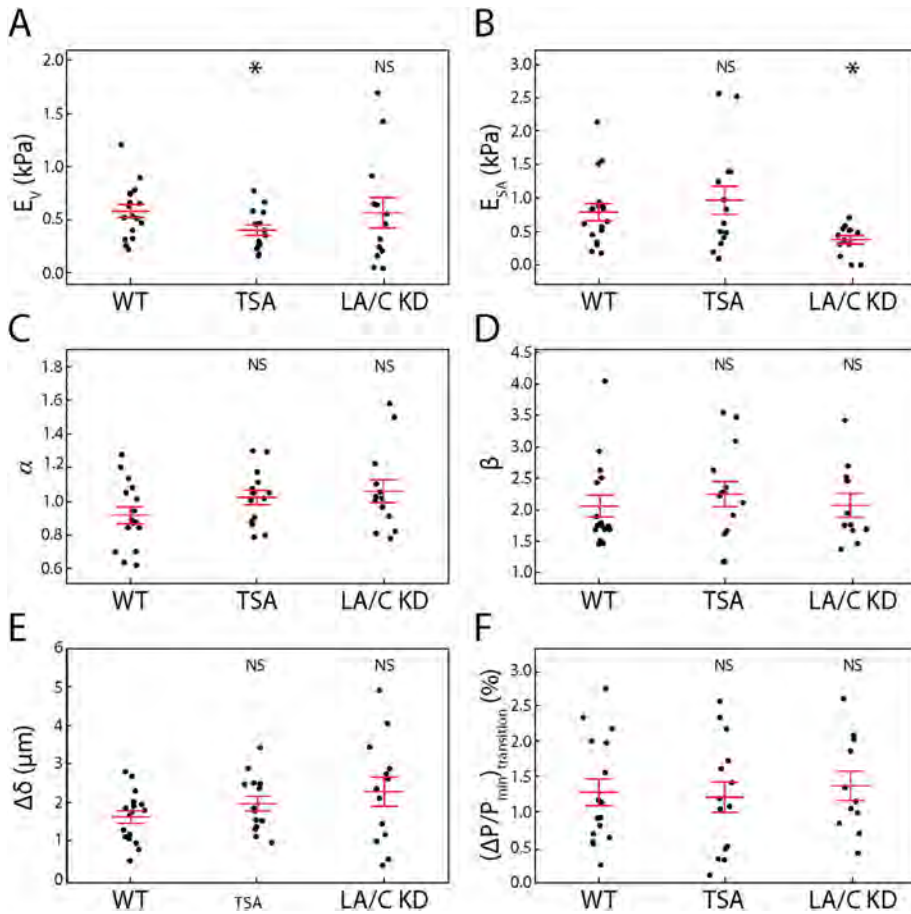 A
E_V (kPa)
2.0
1.5
1.0
0.5
0.0
*
NS
WT
TSA
LA/C KD
B
E_SA (kPa)
3.0
2.5
2.0
1.5
1.0
0.5
0.0
NS
*
WT
TSA
LA/C KD
C
α
1.8
1.6
1.4
1.2
1.0
0.8
0.6
NS
NS
WT
TSA
LA/C KD
D
β
4.5
4.0
3.5
3.0
2.5
2.0
1.5
1.0
NS
NS
WT
TSA
LA/C KD
E
Δδ (μm)
6
5
4
3
2
1
0
NS
NS
WT
TSA
LA/C KD
F
(ΔP/P_min)_transition (%)
3.0
2.5
2.0
1.5
1.0
0.5
0.0
NS
NS
WT
TSA
LA/C KD